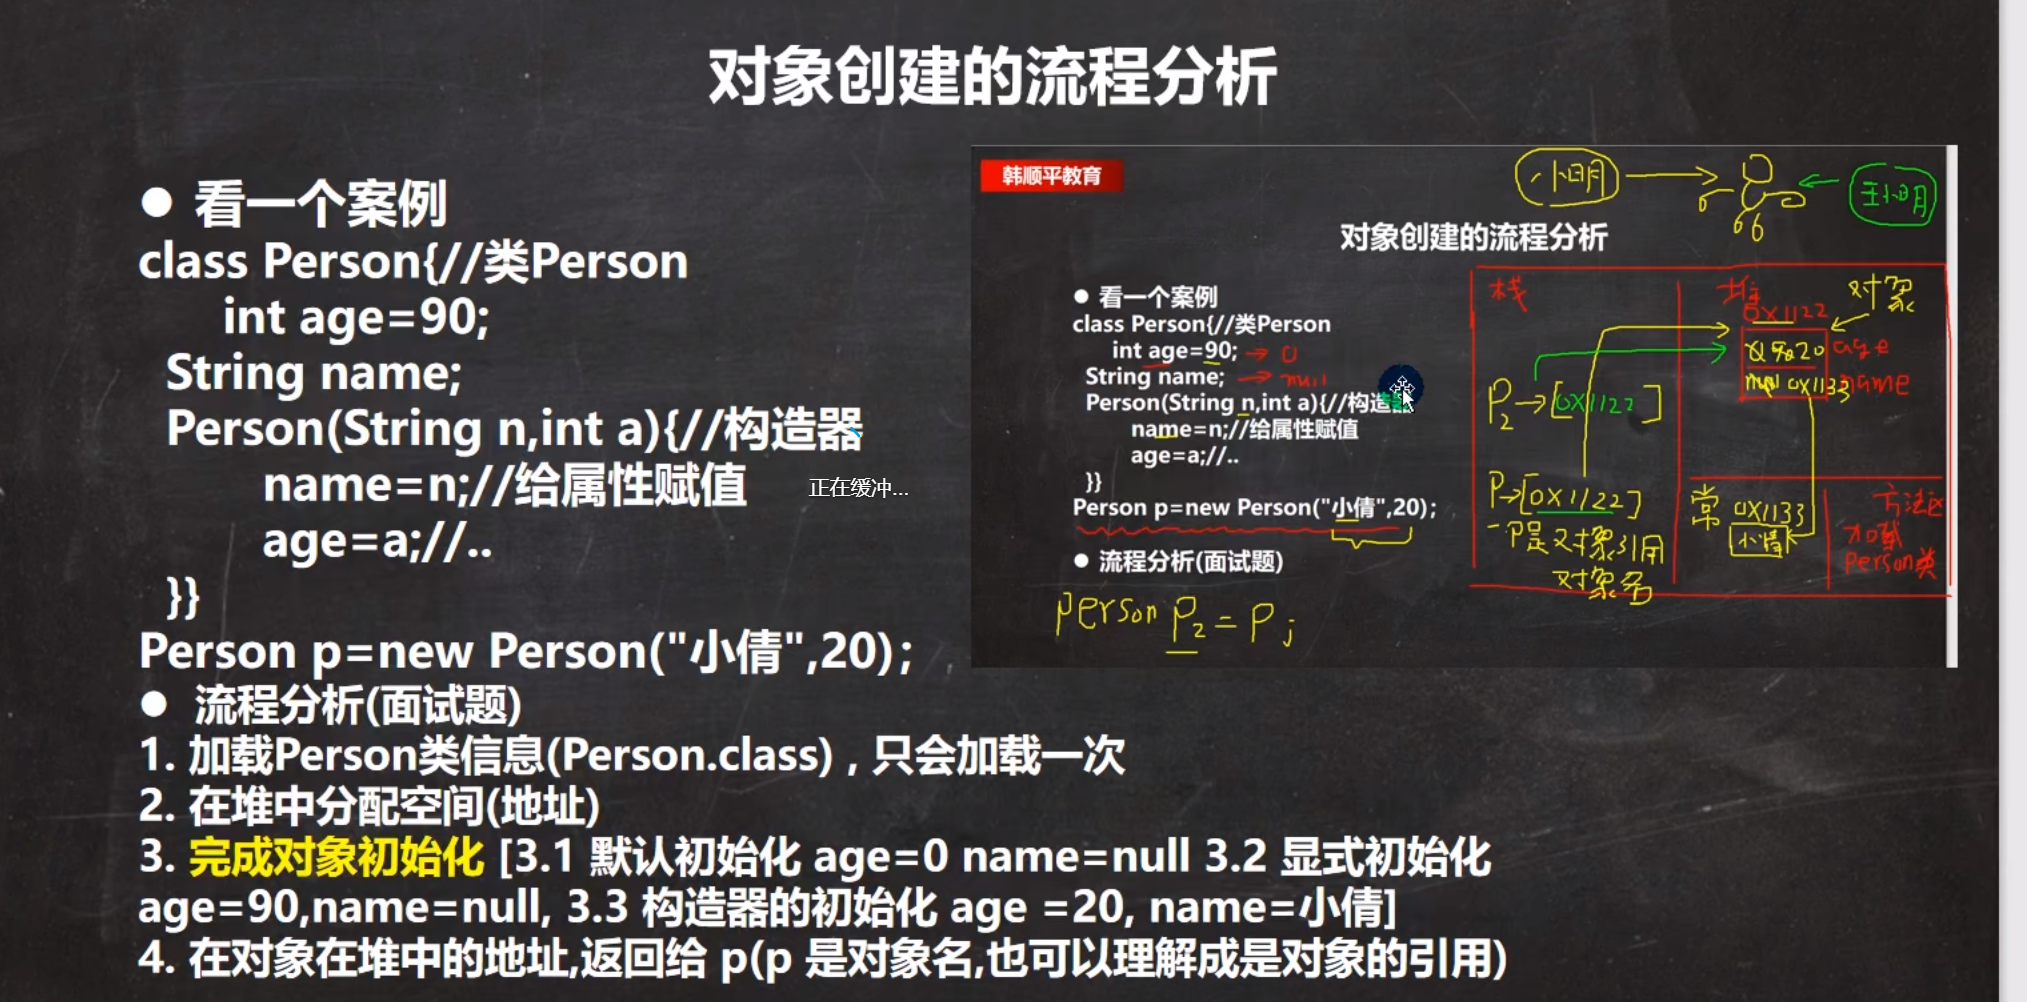 对象创建的流程分析
● 看一个案例
class Person{//类Person
int age=90;
String name;
Person(String n,int a){//构造器
name=n;//给属性赋值
正在缓冲...
age=a;//..
}}
Person p=new Person("小倩",20);
● 流程分析(面试题)
1. 加载Person类信息(Person.class) , 只会加载一次
2. 在堆中分配空间(地址)
3. 完成对象初始化 [3.1 默认初始化 age=0 name=null 3.2 显式初始化
age=90,name=null, 3.3 构造器的初始化 age =20, name=小倩]
4. 在对象在堆中的地址,返回给 p(p 是对象名,也可以理解成是对象的引用)
韩顺平教育
小明
王小明
对象创建的流程分析
● 看一个案例
class Person{//类Person
int age=90; → 0
String name; → null
Person(String n,int a){//构造器
name=n;//给属性赋值
age=a;//..
}}
Person p=new Person("小倩",20);
● 流程分析(面试题)
person p2 = p;
栈
堆
对象
0x1122
20 age
null 0x1133 name
P2→[0x1122]
P→[0x1122]
P是对象引用
对象名
常 0x1133
小倩
方法区
加载
Person类